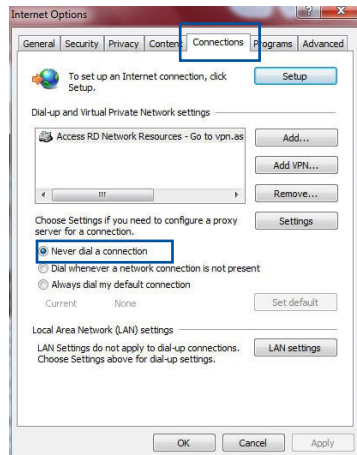 Internet Options
General Security Privacy Content Connections Programs Advanced
To set up an Internet connection, click Setup.
Setup
Dial-up and Virtual Private Network settings
Access RD Network Resources - Go to vpn.as
Add...
Add VPN...
Remove...
Choose Settings if you need to configure a proxy
server for a connection.
Settings
Never dial a connection
Dial whenever a network connection is not present
Always dial my default connection
Current None
Set default
Local Area Network (LAN) settings
LAN Settings do not apply to dial-up connections.
Choose Settings above for dial-up settings.
LAN settings
OK Cancel Apply